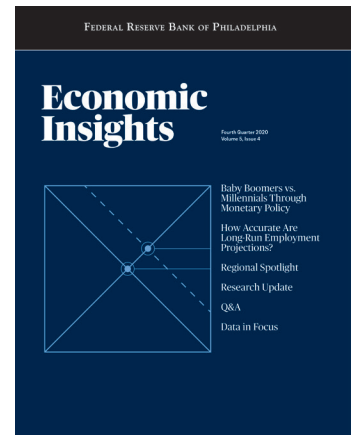 FEDERAL RESERVE BANK OF PHILADELPHIA
Economic
Insights
Fourth Quarter 2020
Volume 5, Issue 4
Baby Boomers vs.
Millennials Through
Monetary Policy
How Accurate Are
Long-Run Employment
Projections?
Regional Spotlight
Research Update
Q&A
Data in Focus